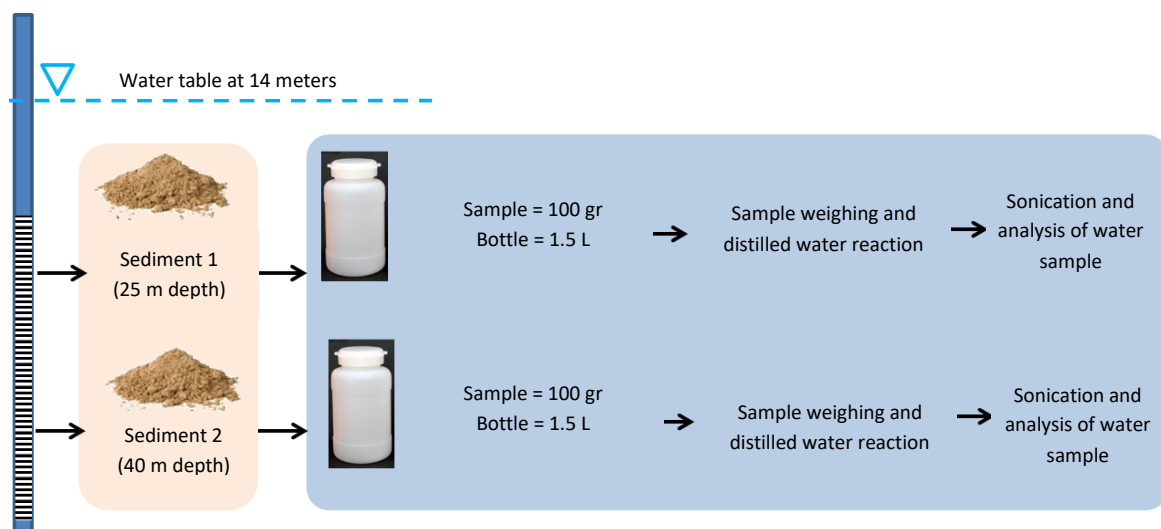 Water table at 14 meters
Sediment 1
(25 m depth)
Sample = 100 gr
Bottle = 1.5 L
Sample weighing and
distilled water reaction
Sonication and
analysis of water
sample
Sediment 2
(40 m depth)
Sample = 100 gr
Bottle = 1.5 L
Sample weighing and
distilled water reaction
Sonication and
analysis of water
sample